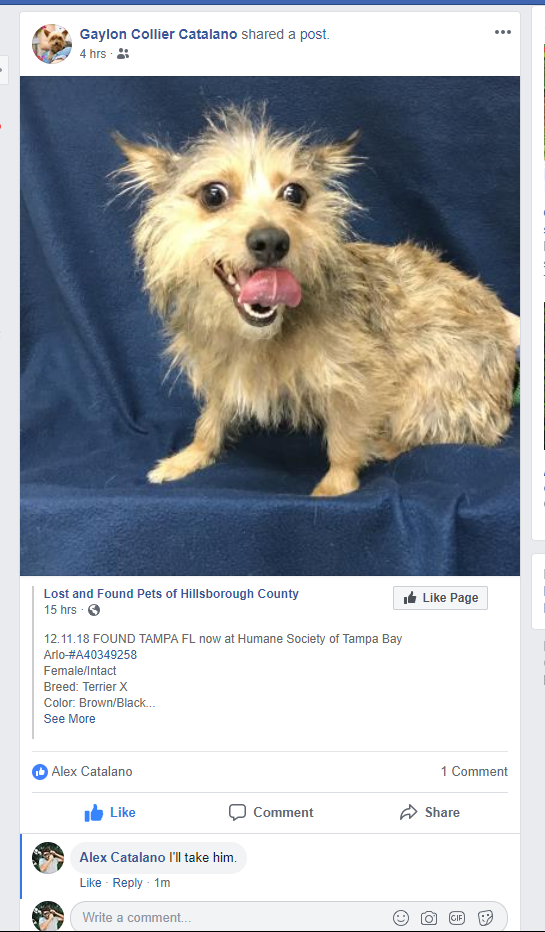 Gaylon Collier Catalano shared a post.
4 hrs ·
Lost and Found Pets of Hillsborough County
Like Page
15 hrs ·
12.11.18 FOUND TAMPA FL now at Humane Society of Tampa Bay
Arlo-#A40349258
Female/Intact
Breed: Terrier X
Color: Brown/Black...
See More
Alex Catalano
1 Comment
Like
Comment
Share
Alex Catalano I'll take him.
Like · Reply · 1m
Write a comment...
GIF